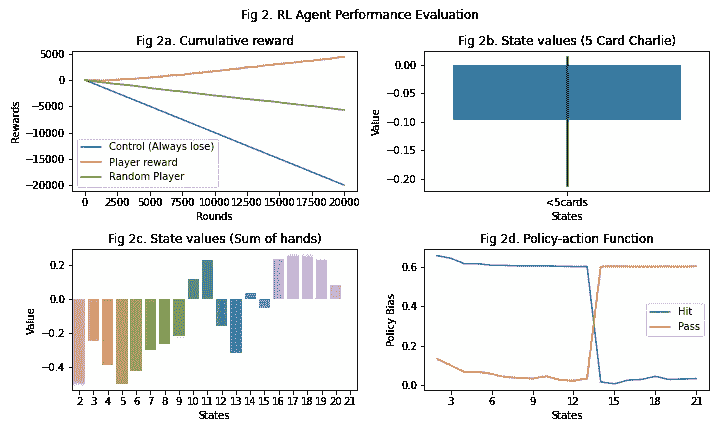 Fig 2. RL Agent Performance Evaluation
Fig 2a. Cumulative reward
5000
0
−5000
−10000
−15000
−20000
Rewards
Control (Always lose)
Player reward
Random Player
0 2500 5000 7500 10000 12500 15000 17500 20000
Rounds
Fig 2b. State values (5 Card Charlie)
0.00
−0.05
−0.10
−0.15
−0.20
Value
<5cards
States
Fig 2c. State values (Sum of hands)
0.2
0.0
−0.2
−0.4
Value
2 3 4 5 6 7 8 9 10 11 12 13 14 15 16 17 18 19 20 21
States
Fig 2d. Policy-action Function
0.6
0.4
0.2
0.0
Policy Bias
Hit
Pass
3 6 9 12 15 18 21
States